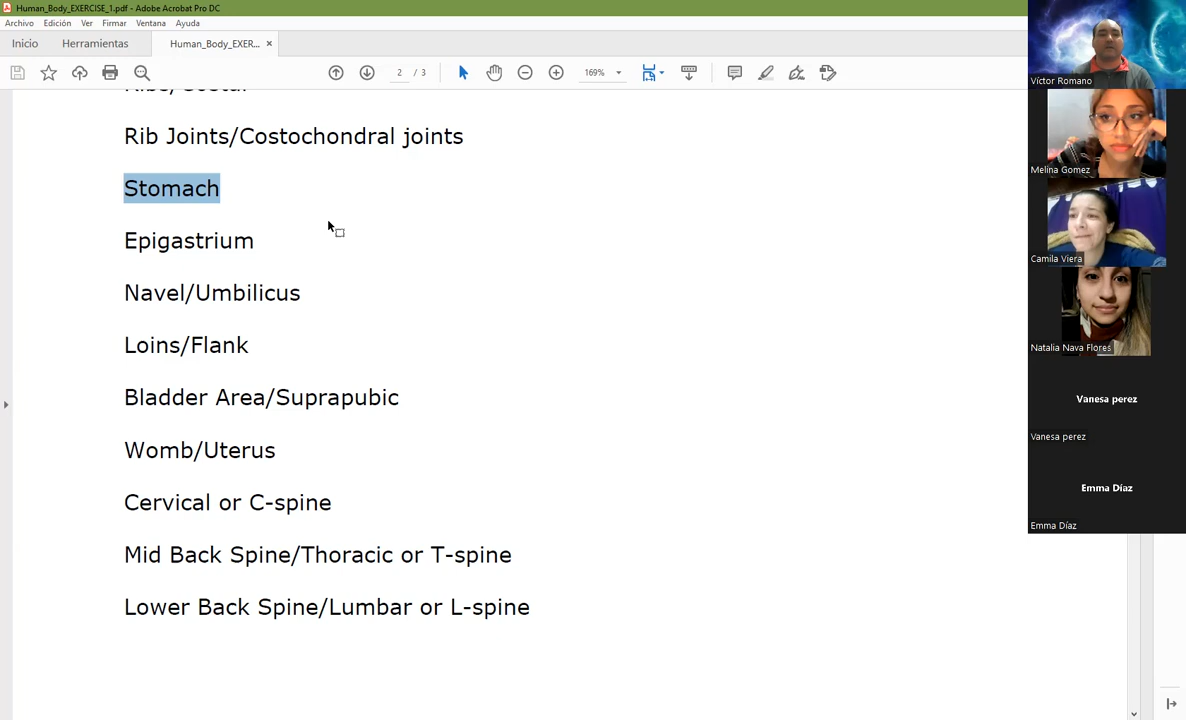 Human_Body_EXERCISE_1.pdf - Adobe Acrobat Pro DC
Archivo Edición Ver Firmar Ventana Ayuda
Inicio Herramientas Human_Body_EXER... ×
2 / 3 169%
Ribs/Costal
Rib Joints/Costochondral joints
Stomach
Epigastrium
Navel/Umbilicus
Loins/Flank
Bladder Area/Suprapubic
Womb/Uterus
Cervical or C-spine
Mid Back Spine/Thoracic or T-spine
Lower Back Spine/Lumbar or L-spine
Víctor Romano
Melina Gomez
Camila Viera
Natalia Nava Flores
Vanesa perez
Vanesa perez
Emma Díaz
Emma Díaz